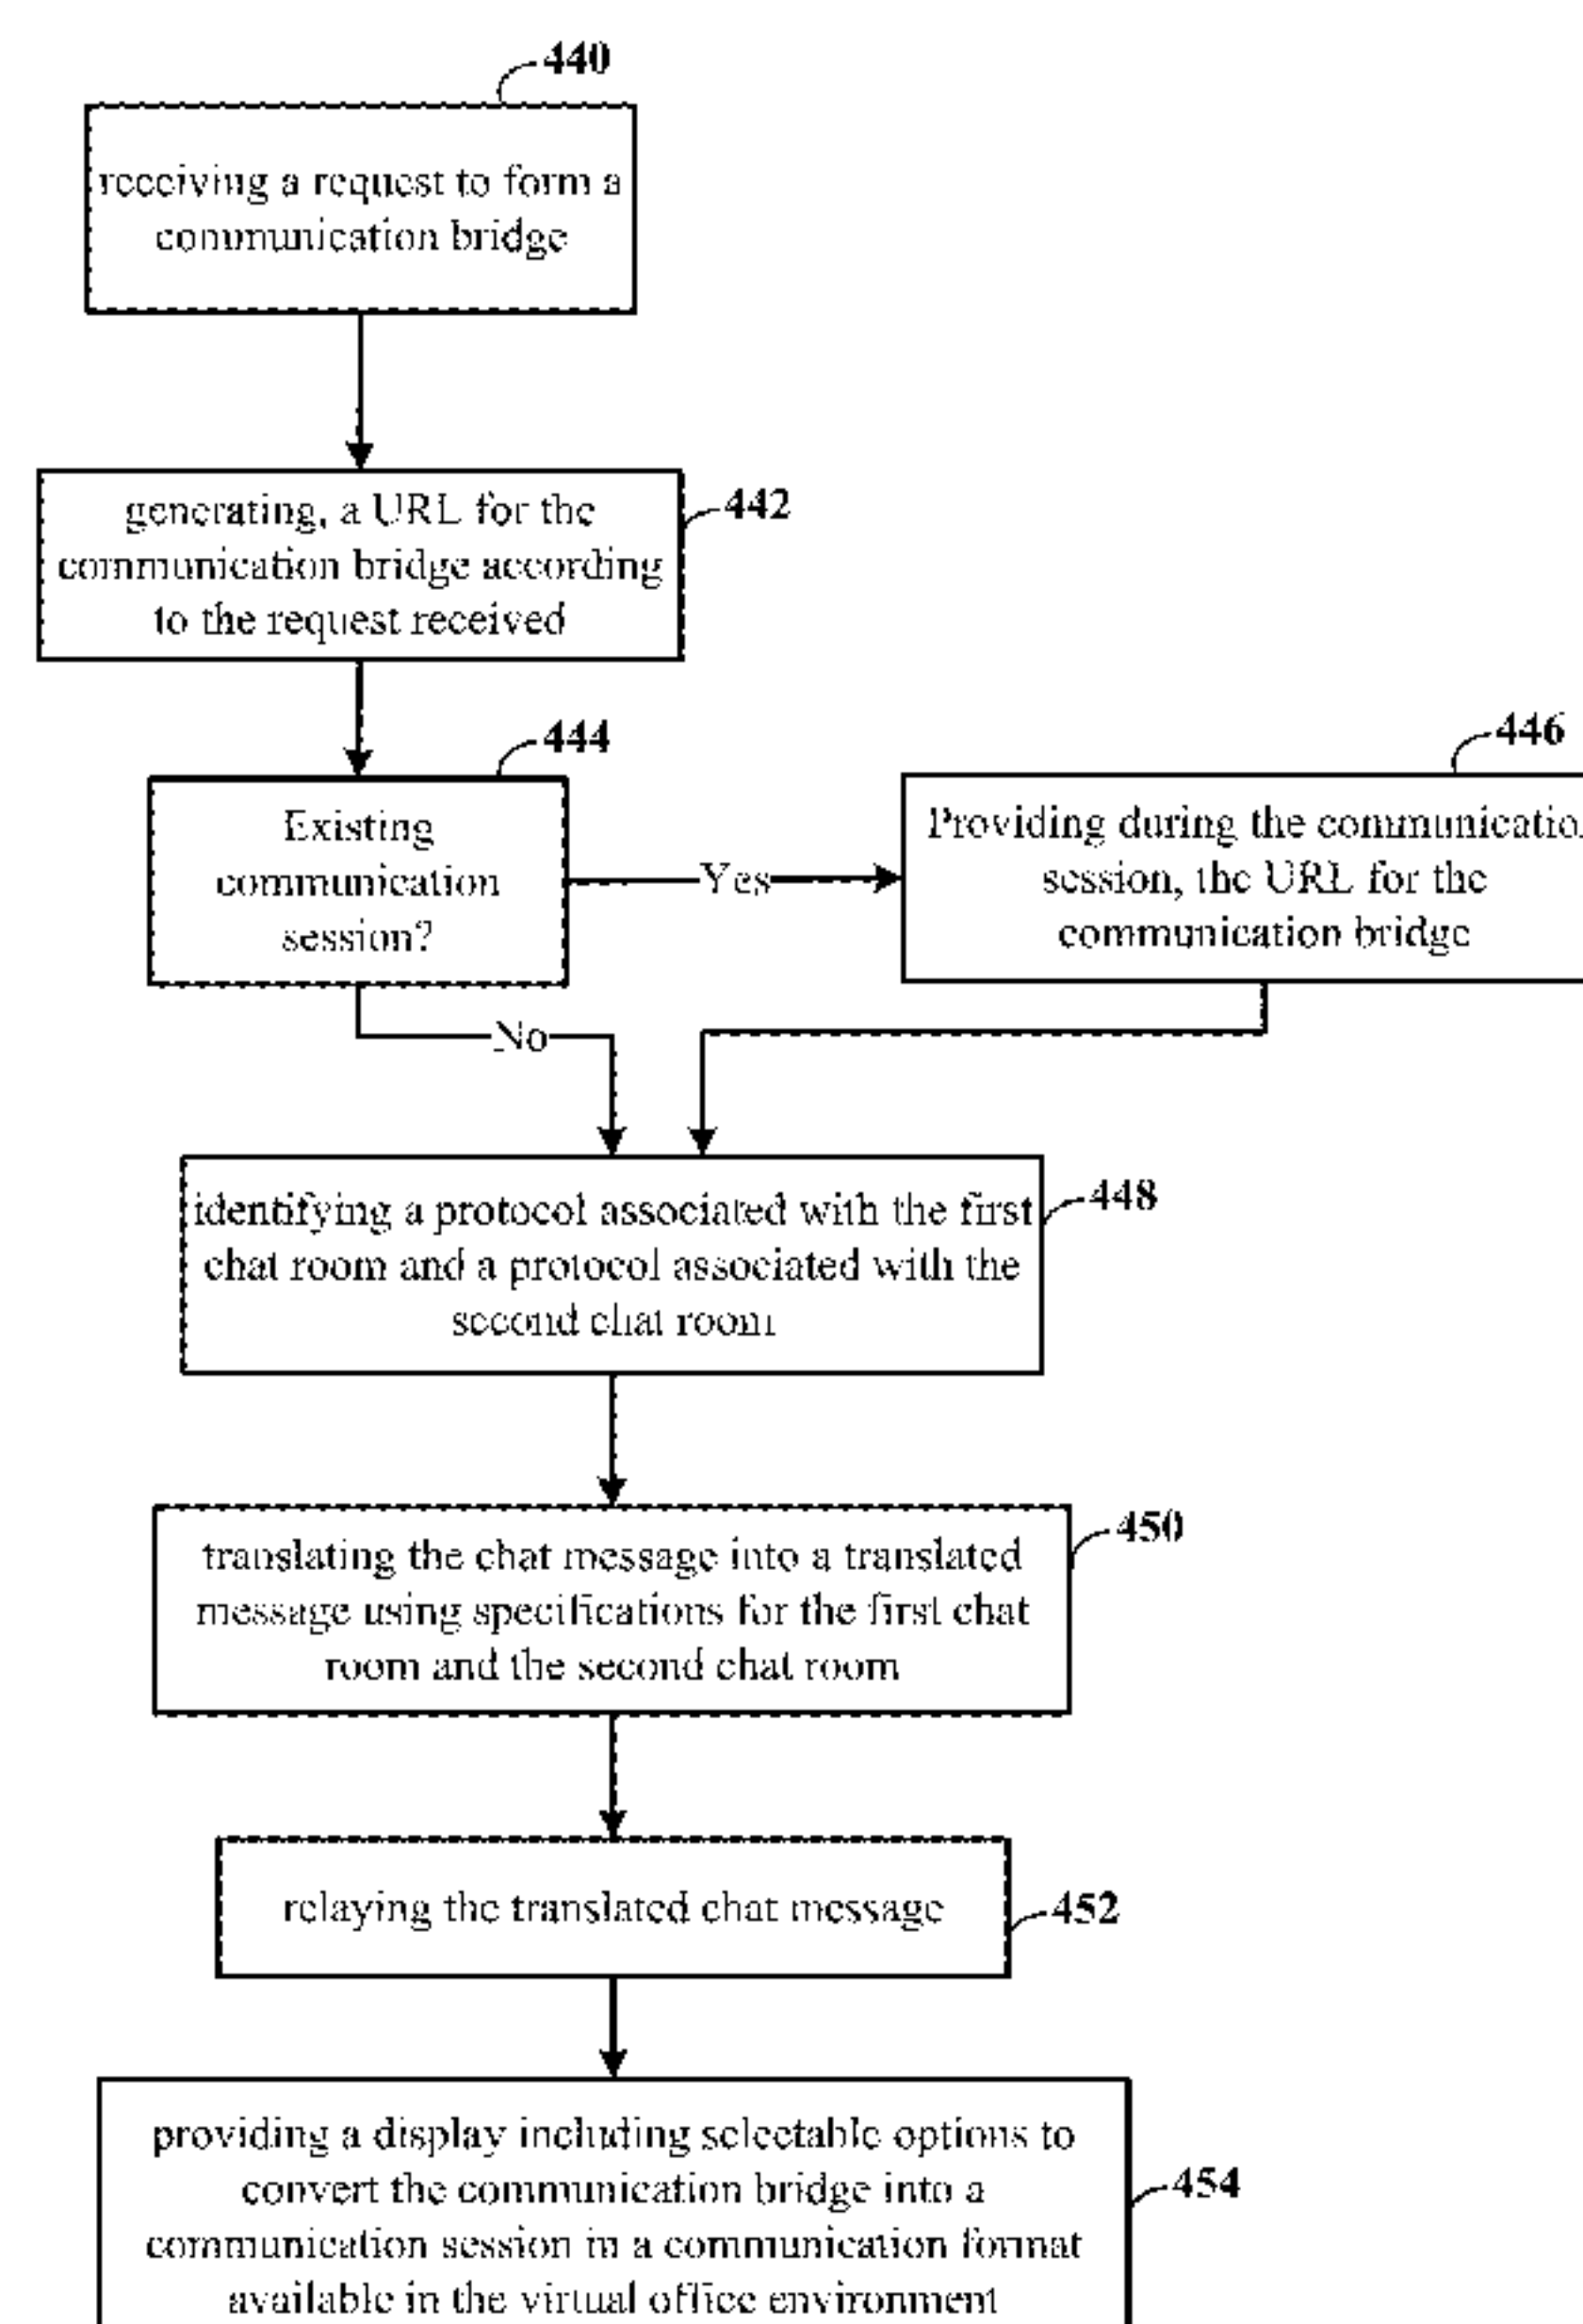 440
receiving a request to form a
communication bridge
generating, a URL for the
communication bridge according
to the request received
442
444
Existing
communication
session?
Yes
446
Providing during the communicatio
session, the URL for the
communication bridge
No
identifying a protocol associated with the first
chat room and a protocol associated with the
second chat room
448
translating the chat message into a translated
message using specifications for the first chat
room and the second chat room
450
relaying the translated chat message
452
providing a display including selectable options to
convert the communication bridge into a
communication session in a communication format
available in the virtual office environment
454